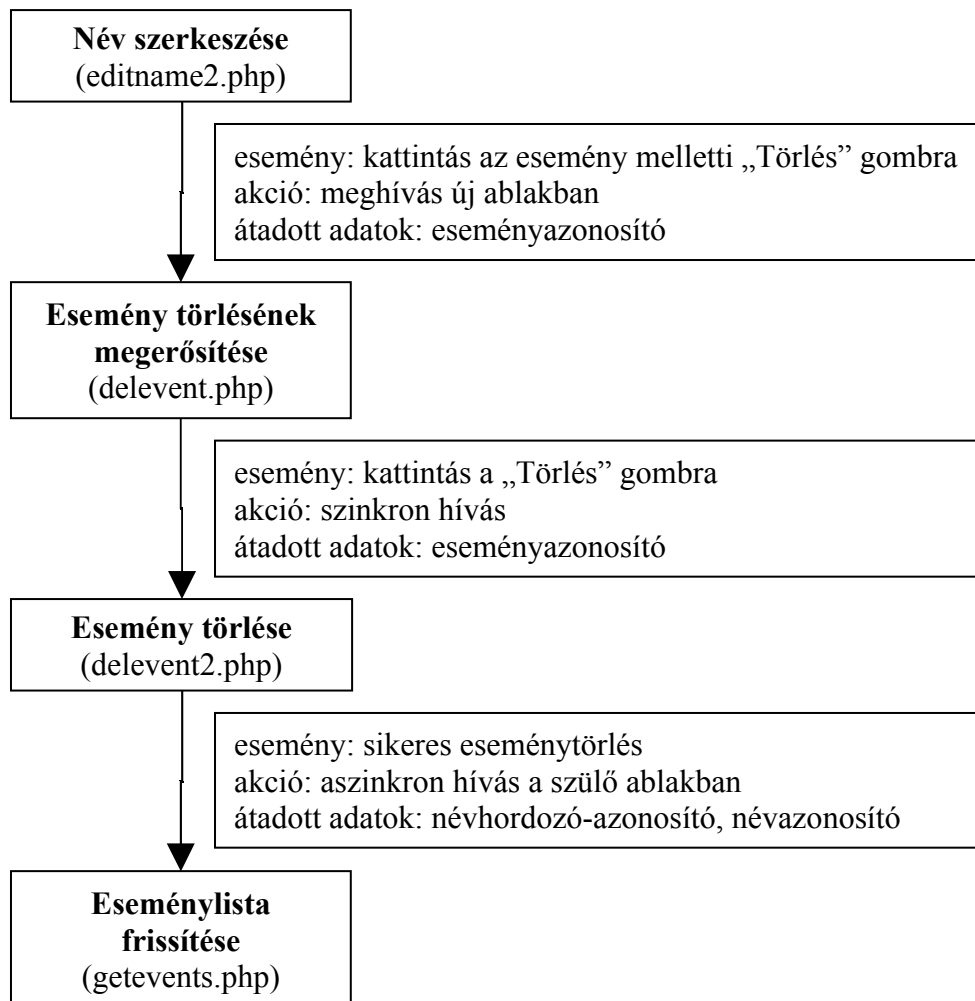 Név szerkeszése
(editname2.php)
esemény: kattintás az esemény melletti „Törlés” gombra
akció: meghívás új ablakban
átadott adatok: eseményazonosító
Esemény törlésének
megerősítése
(delevent.php)
esemény: kattintás a „Törlés” gombra
akció: szinkron hívás
átadott adatok: eseményazonosító
Esemény törlése
(delevent2.php)
esemény: sikeres eseménytörlés
akció: aszinkron hívás a szülő ablakban
átadott adatok: névhordozó-azonosító, névazonosító
Eseménylista
frissítése
(getevents.php)